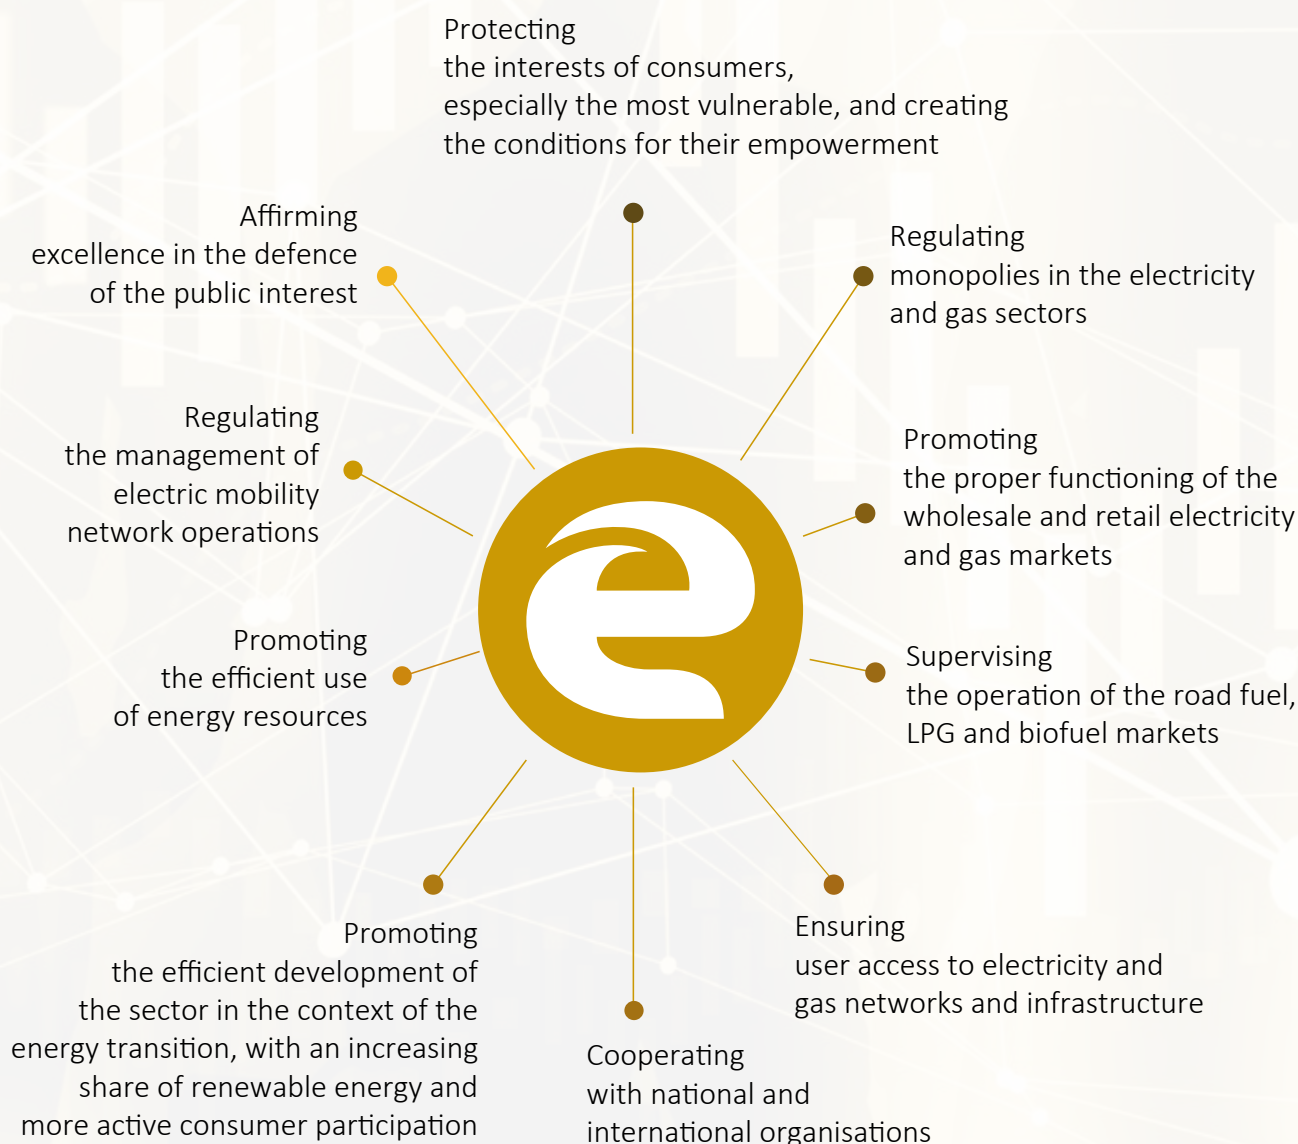 Protecting
the interests of consumers,
especially the most vulnerable, and creating
the conditions for their empowerment
Regulating
monopolies in the electricity
and gas sectors
Promoting
the proper functioning of the
wholesale and retail electricity
and gas markets
Supervising
the operation of the road fuel,
LPG and biofuel markets
Ensuring
user access to electricity and
gas networks and infrastructure
Cooperating
with national and
international organisations
Promoting
the efficient development of
the sector in the context of the
energy transition, with an increasing
share of renewable energy and
more active consumer participation
Promoting
the efficient use
of energy resources
Regulating
the management of
electric mobility
network operations
Affirming
excellence in the defence
of the public interest
e